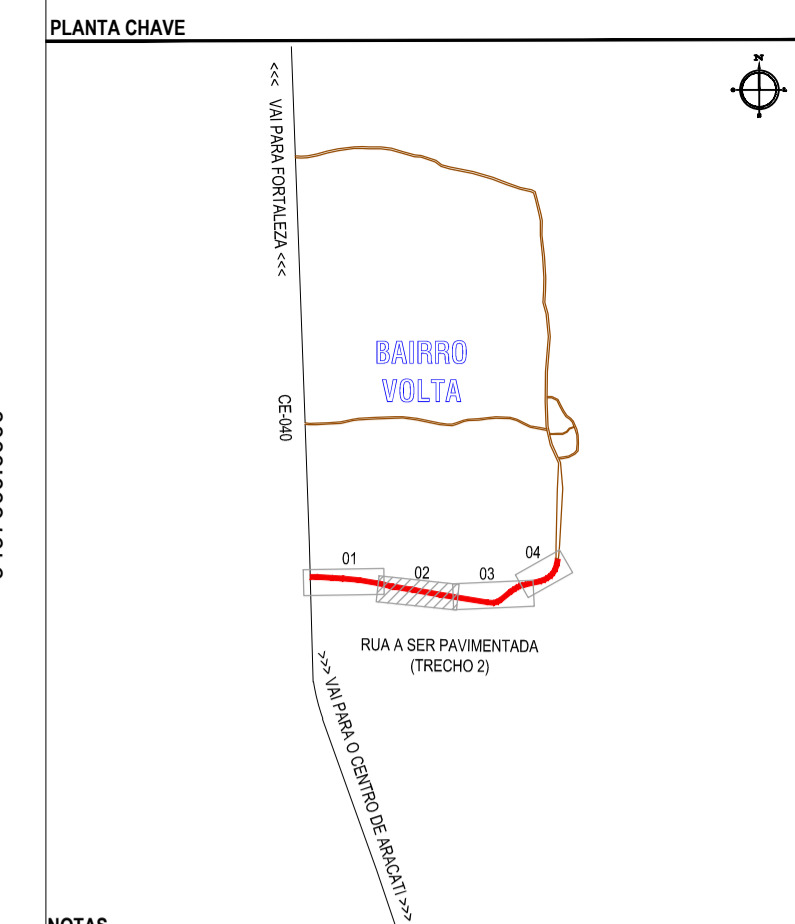 PLANTA CHAVE
N
<<< VAI PARA FORTALEZA <<<
BAIRRO
VOLTA
CE-040
01
02
03
04
RUA A SER PAVIMENTADA
(TRECHO 2)
>>> VAI PARA O CENTRO DE ARACATI >>>
NOTAS